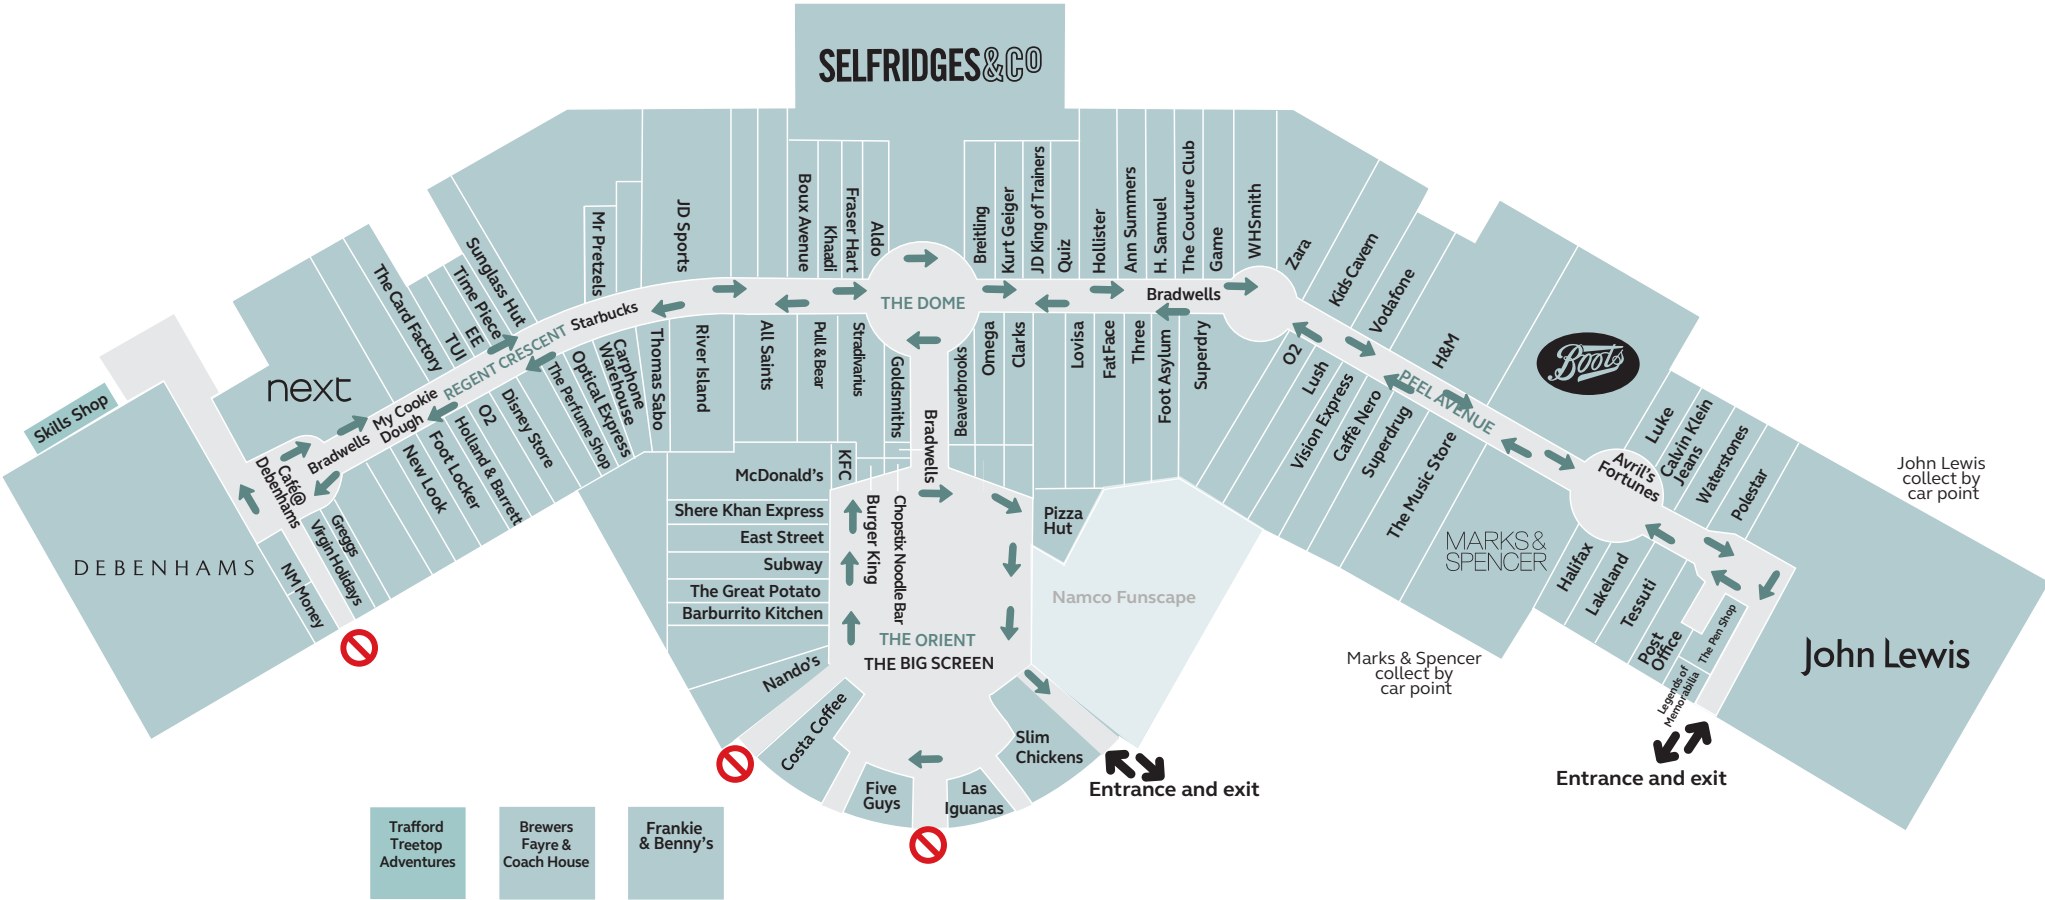 SELFRIDGES&CO
Skills Shop
DEBENHAMS
next
The Card Factory
TUI
EE
Time Piece
Sunglass Hut
Mr Pretzels
JD Sports
Boux Avenue
Khaadi
Fraser Hart
Aldo
Breitling
Kurt Geiger
JD King of Trainers
Quiz
Hollister
Ann Summers
H. Samuel
The Couture Club
Game
WHSmith
Zara
Kids Cavern
Vodafone
H&M
Boots
Luke
Calvin Klein
Jeans
Waterstones
Polestar
John Lewis
collect by
car point
Café@
Debenhams
Bradwells
My Cookie
Dough
REGENT CRESCENT
Starbucks
THE DOME
Bradwells
PEEL AVENUE
Avril's
Fortunes
NM Money
Virgin Holidays
Greggs
New Look
Foot Locker
Holland & Barrett
O2
Disney Store
The Perfume Shop
Optical Express
Carphone
Warehouse
Thomas Sabo
River Island
All Saints
Pull & Bear
Stradivarius
Goldsmiths
Bradwells
Beaverbrooks
Omega
Clarks
Lovisa
Fat Face
Three
Foot Asylum
Superdry
O2
Lush
Vision Express
Caffè Nero
Superdrug
The Music Store
MARKS &
SPENCER
Halifax
Lakeland
Tessuti
Post
Office
The Pen Shop
Legends of
Memorabilia
John Lewis
McDonald's
KFC
Shere Khan Express
East Street
Subway
The Great Potato
Barburrito Kitchen
Nando's
Burger King
Chopstix Noodle Bar
THE ORIENT
THE BIG SCREEN
Pizza
Hut
Namco Funscape
Costa Coffee
Five
Guys
Las
Iguanas
Slim
Chickens
Entrance and exit
Marks & Spencer
collect by
car point
Entrance and exit
Trafford
Treetop
Adventures
Brewers
Fayre &
Coach House
Frankie
& Benny's